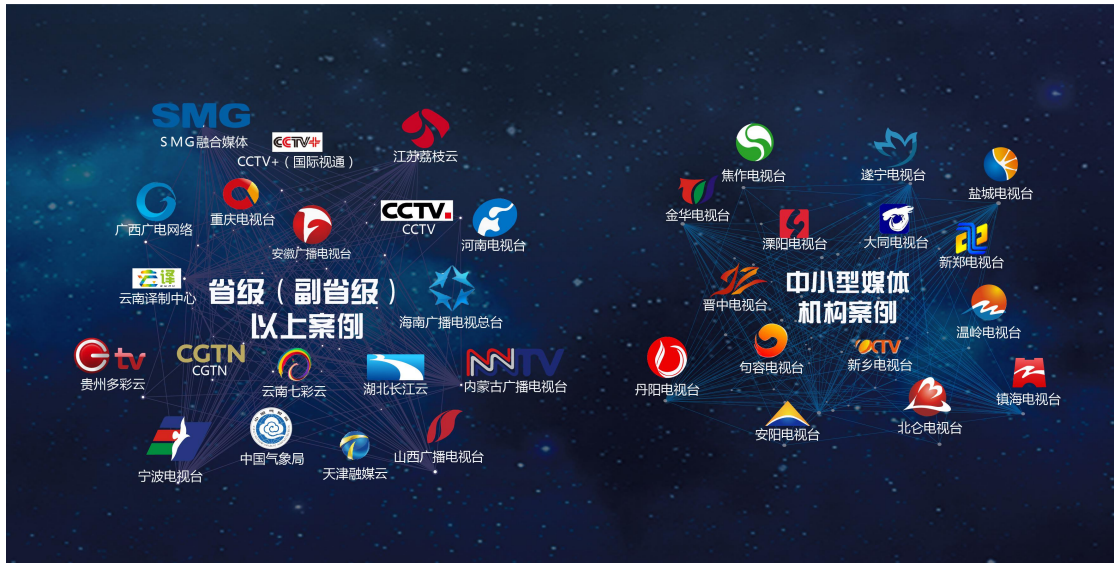 SMG
SMG融合媒体
CCTV+
CCTV+（国际视通）
江苏荔枝云
广西广电网络
重庆电视台
安徽广播电视台
CCTV.
CCTV
河南电视台
译
云南译制中心
省级（副省级）
以上案例
海南广播电视总台
tv
贵州多彩云
CGTN
CGTN
云南七彩云
湖北长江云
NTV
内蒙古广播电视台
宁波电视台
中国气象局
天津融媒云
山西广播电视台
焦作电视台
遂宁电视台
盐城电视台
金华电视台
溧阳电视台
大同电视台
新郑电视台
晋中电视台
中小型媒体
机构案例
温岭电视台
丹阳电视台
句容电视台
XCTV
新乡电视台
镇海电视台
安阳电视台
北仑电视台